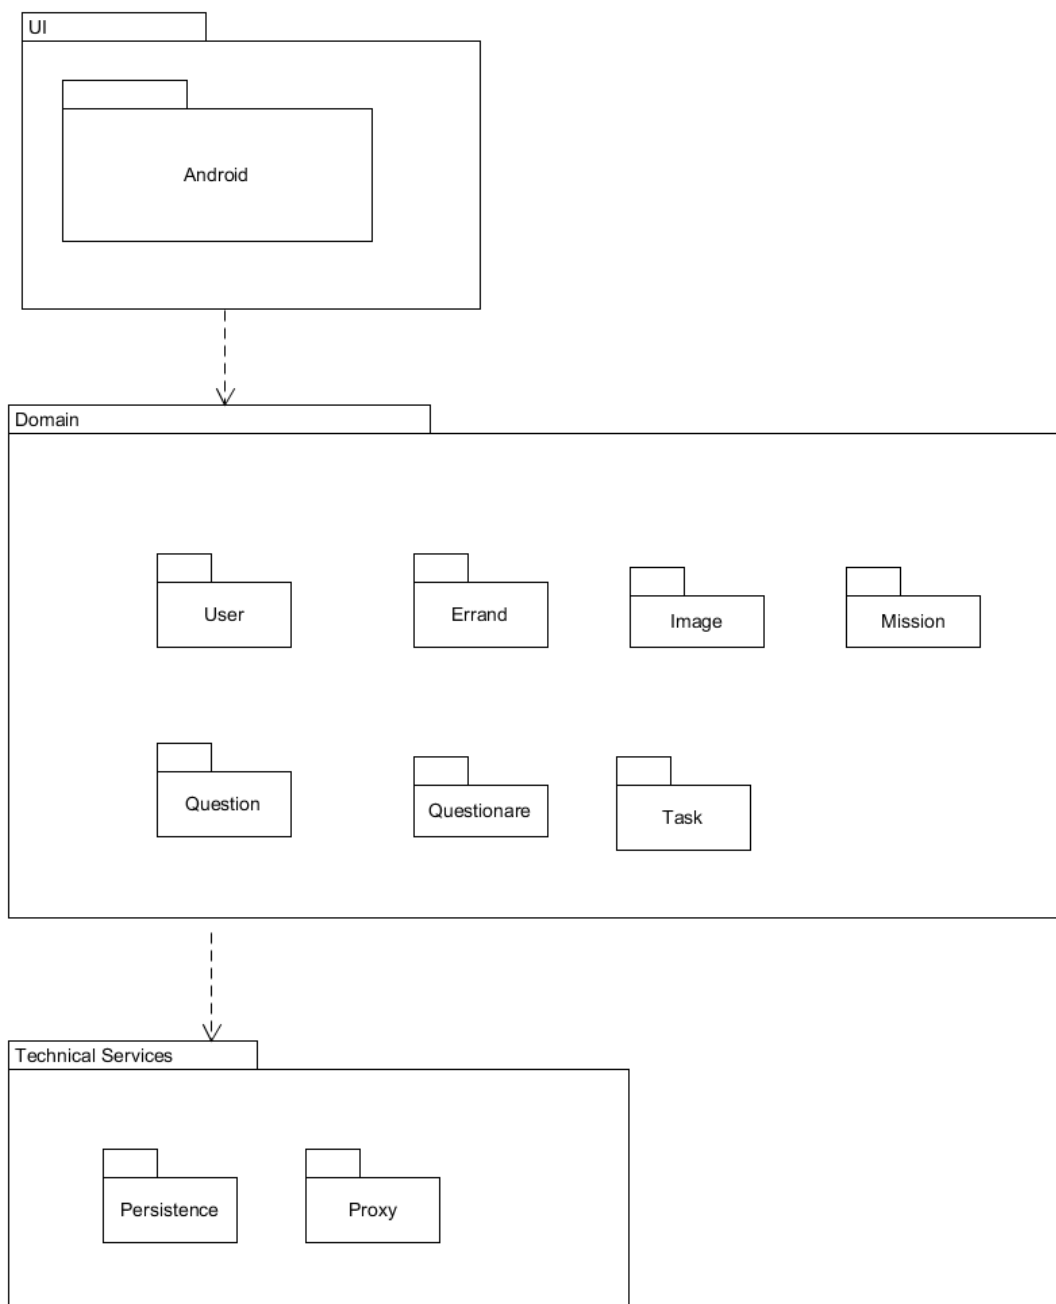 UI
Android
Domain
User
Errand
Image
Mission
Question
Questionare
Task
Technical Services
Persistence
Proxy